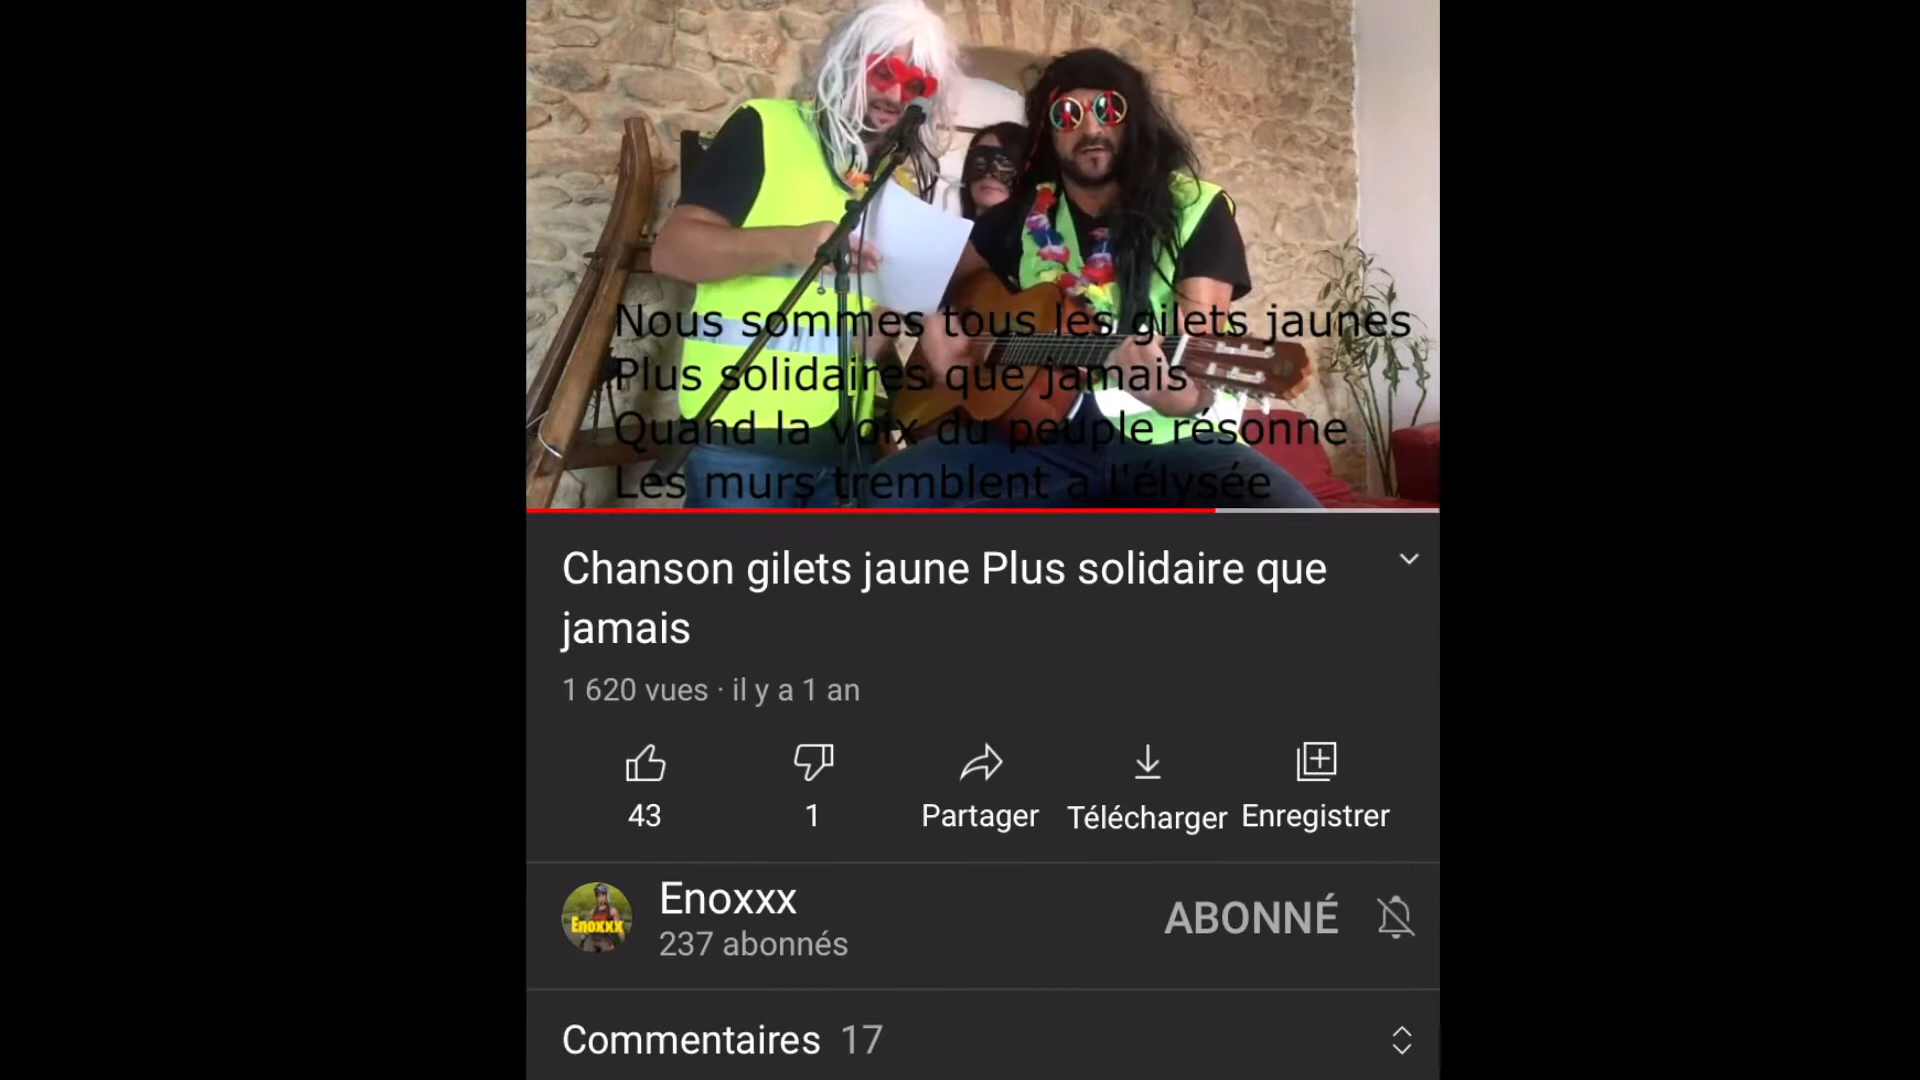 Nous sommes tous les gilets jaunes
Plus solidaires que jamais
Quand la voix du peuple résonne
Les murs tremblent a l'élysée
Chanson gilets jaune Plus solidaire que
jamais
1 620 vues · il y a 1 an
43
1
Partager
Télécharger
Enregistrer
Enoxxx
Enoxxx
237 abonnés
ABONNÉ
Commentaires 17